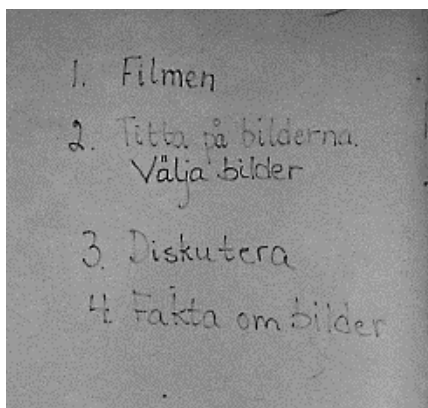 1. Filmen
2. Titta på bilderna.
Välja bilder
3. Diskutera
4. Fakta om bilder